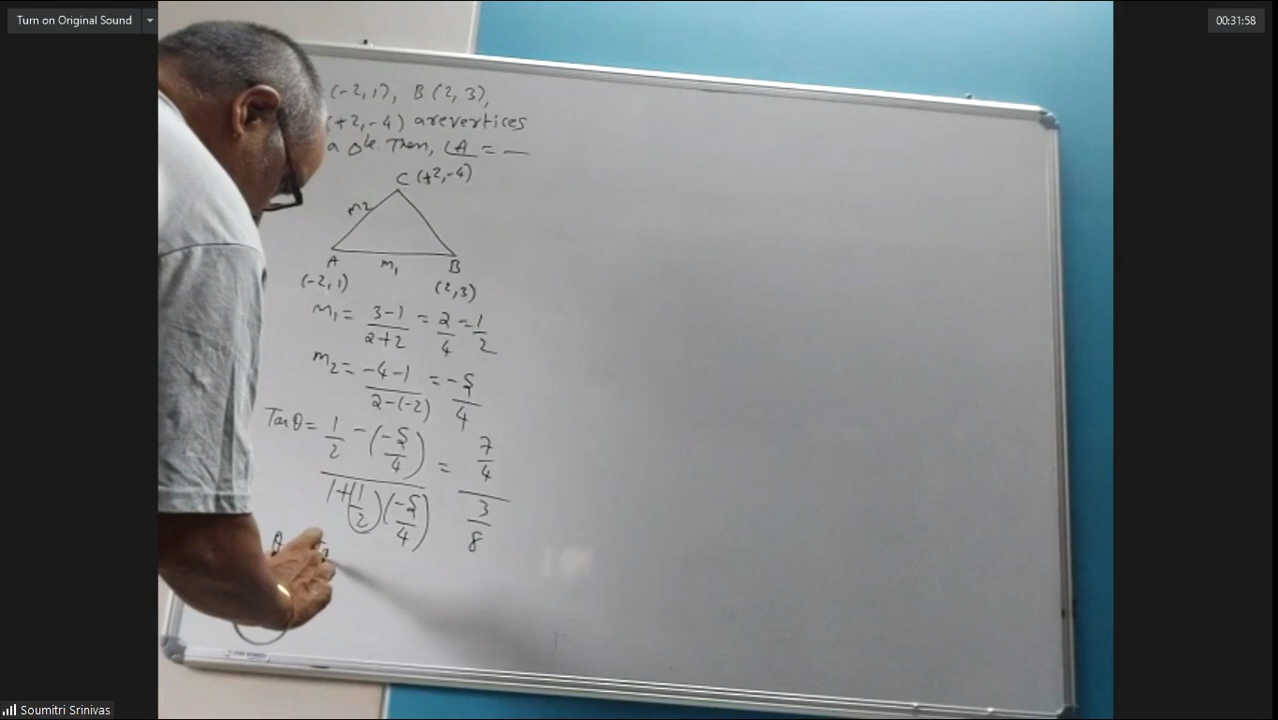 Turn on Original Sound
00:31:58
(-2,1), B(2,3),
(+2,-4) are vertices
a Δle. Then, ∠A = —
C (+2,-4)
m2
A m1 B
(-2,1) (2,3)
m1 = 3-1/2+2 = 2/4 = 1/2
m2 = -4-1/2-(-2) = -5/4
Tan θ = 1/2 - (-5/4) / 1+(1/2)(-5/4) = 7/4 / 3/8
θ
Soumitri Srinivas